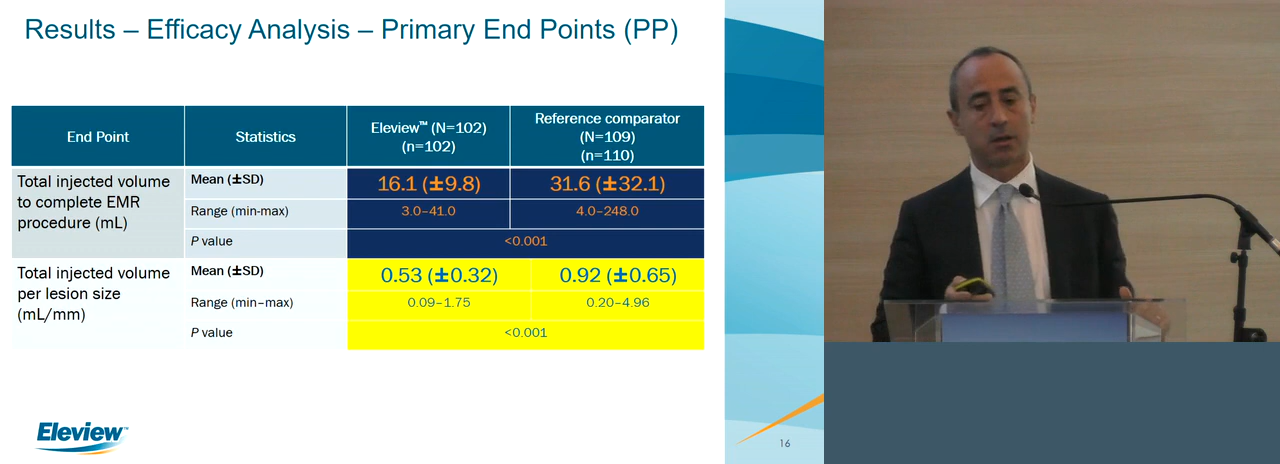 Results – Efficacy Analysis – Primary End Points (PP)
End Point
Statistics
Eleview™ (N=102)
(n=102)
Reference comparator
(N=109)
(n=110)
Total injected volume
to complete EMR
procedure (mL)
Mean (±SD)
16.1 (±9.8)
31.6 (±32.1)
Range (min-max)
3.0–41.0
4.0–248.0
P value
<0.001
Total injected volume
per lesion size
(mL/mm)
Mean (±SD)
0.53 (±0.32)
0.92 (±0.65)
Range (min–max)
0.09–1.75
0.20–4.96
P value
<0.001
Eleview™
16